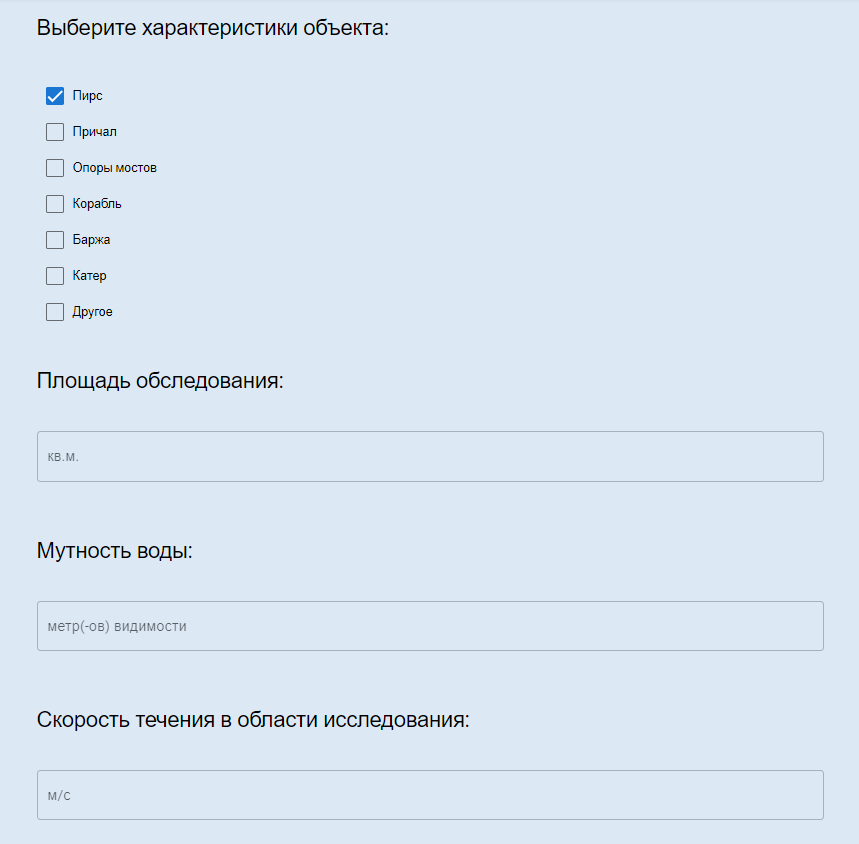 Выберите характеристики объекта:
Пирс
Причал
Опоры мостов
Корабль
Баржа
Катер
Другое
Площадь обследования:
кв.м.
Мутность воды:
метр(-ов) видимости
Скорость течения в области исследования:
м/с